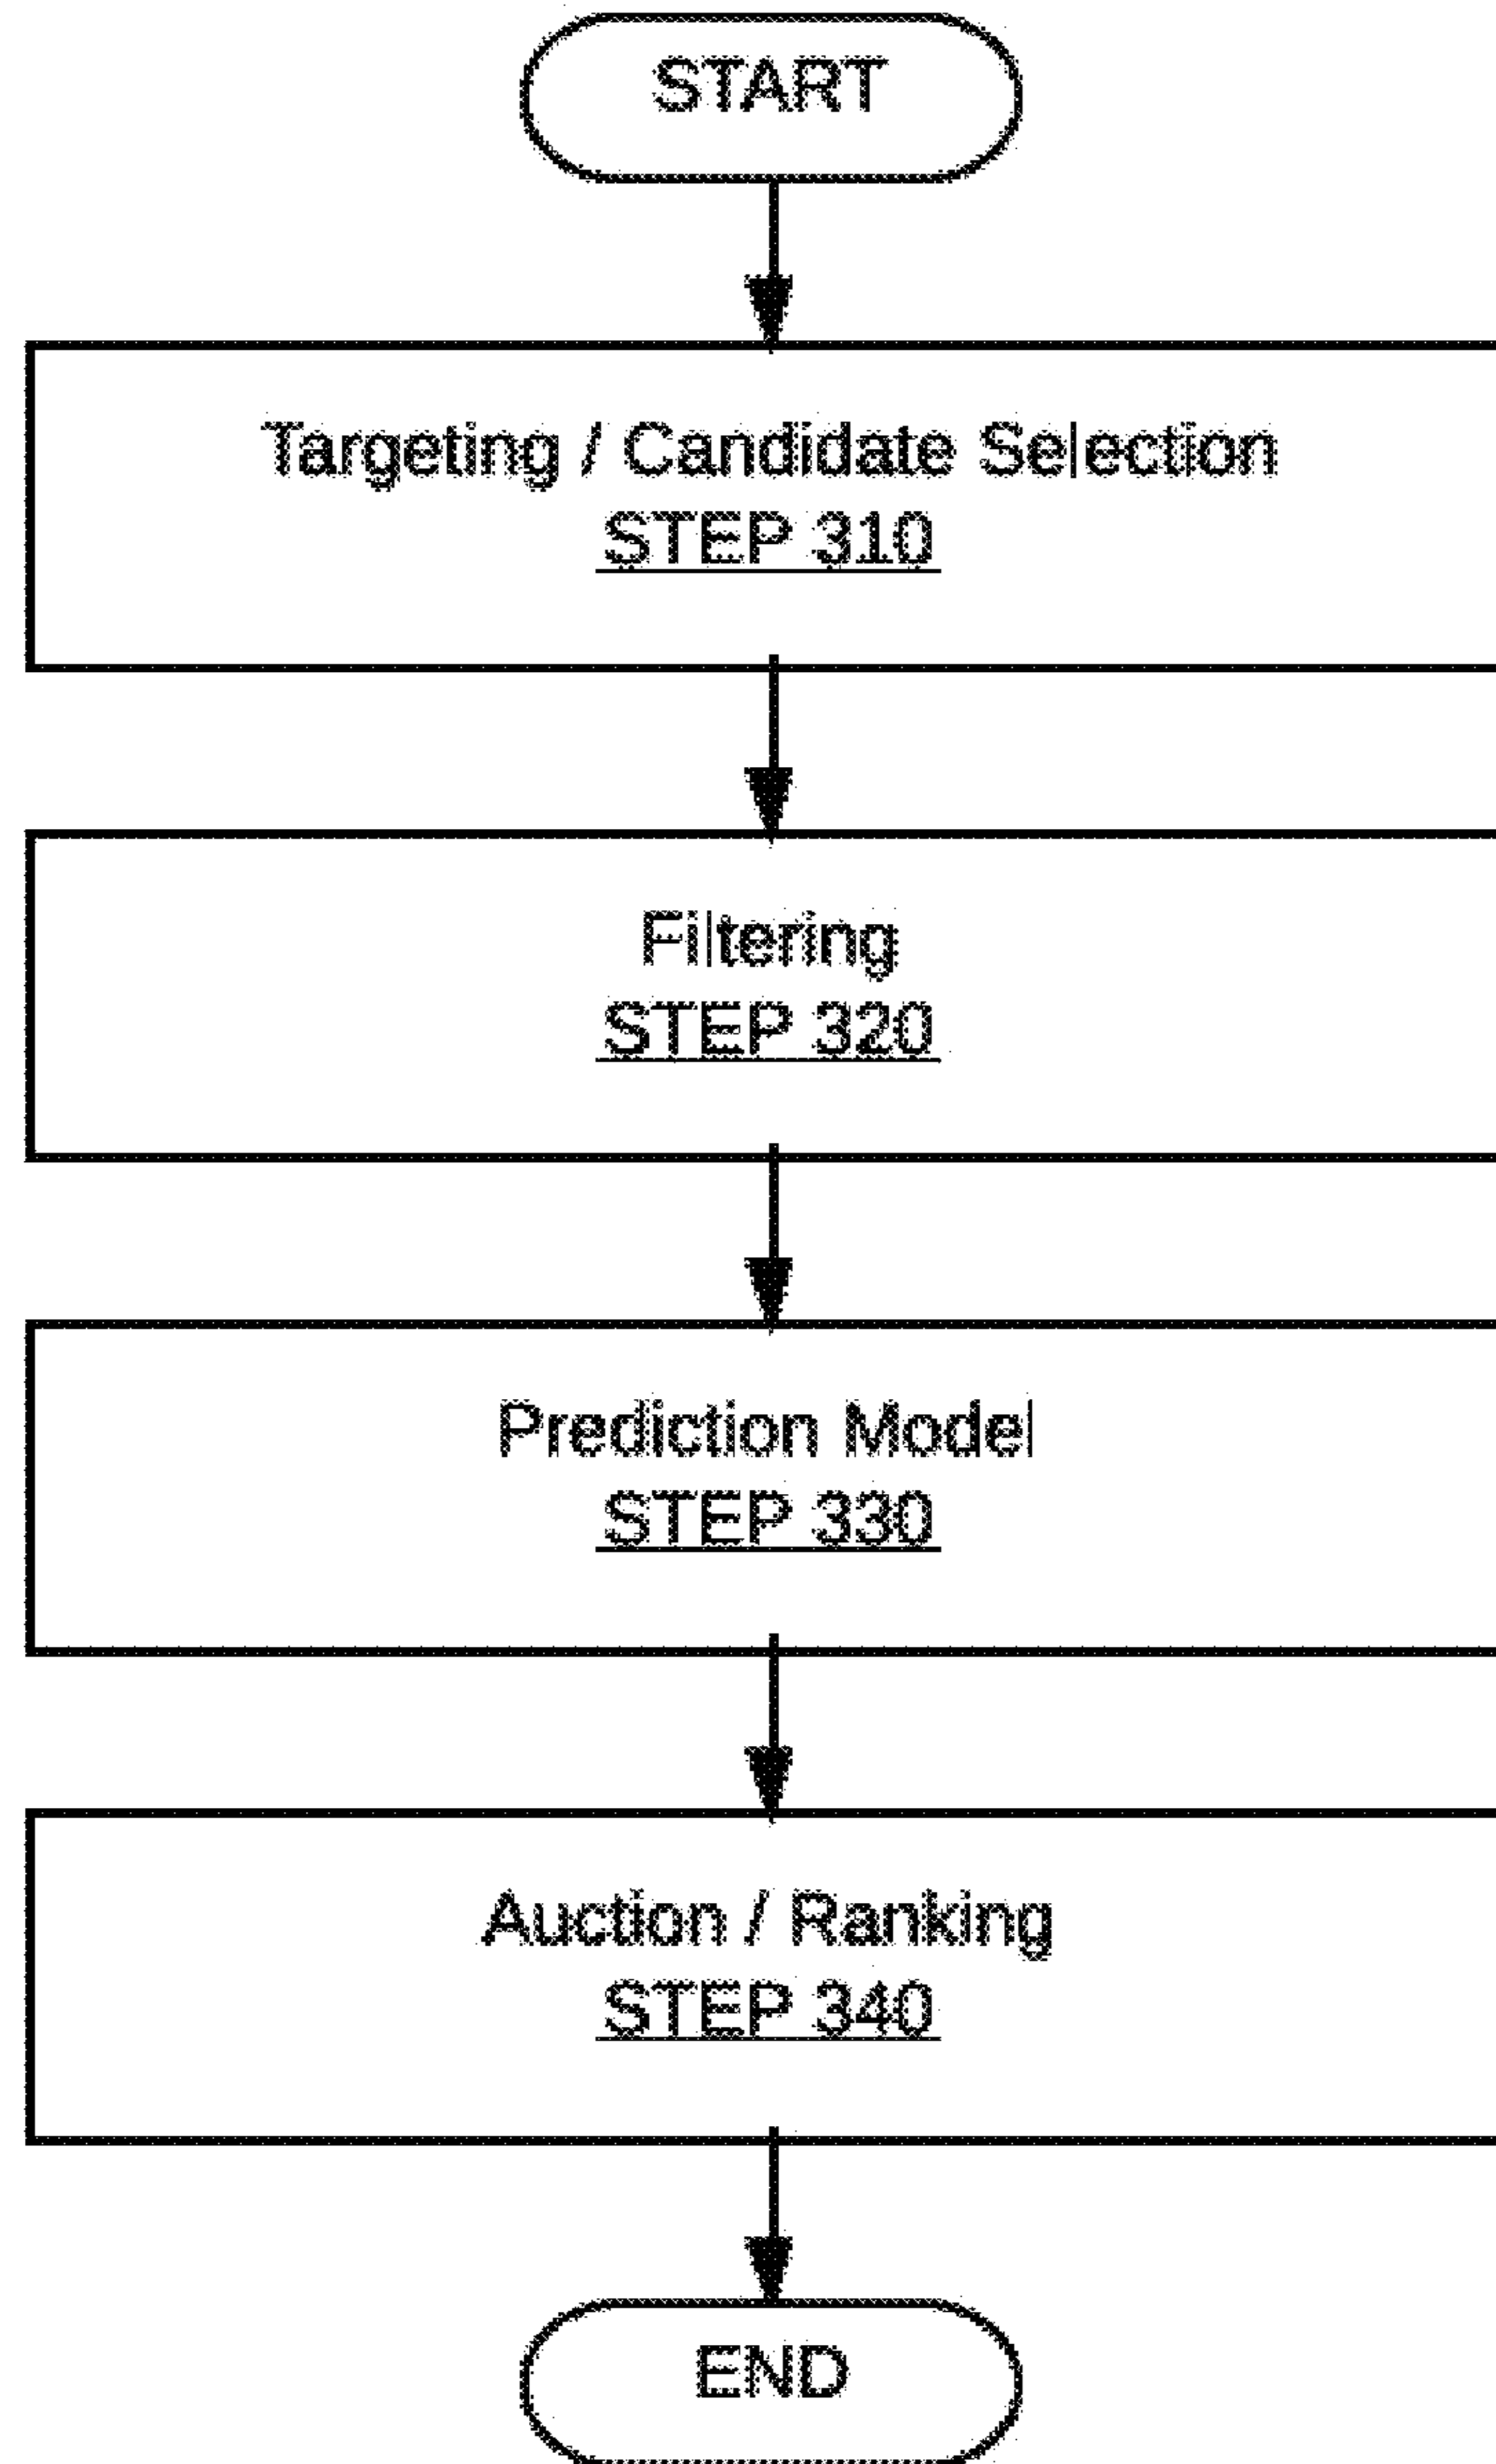 START
Targeting / Candidate Selection
STEP 310
Filtering
STEP 320
Prediction Model
STEP 330
Auction / Ranking
STEP 340
END